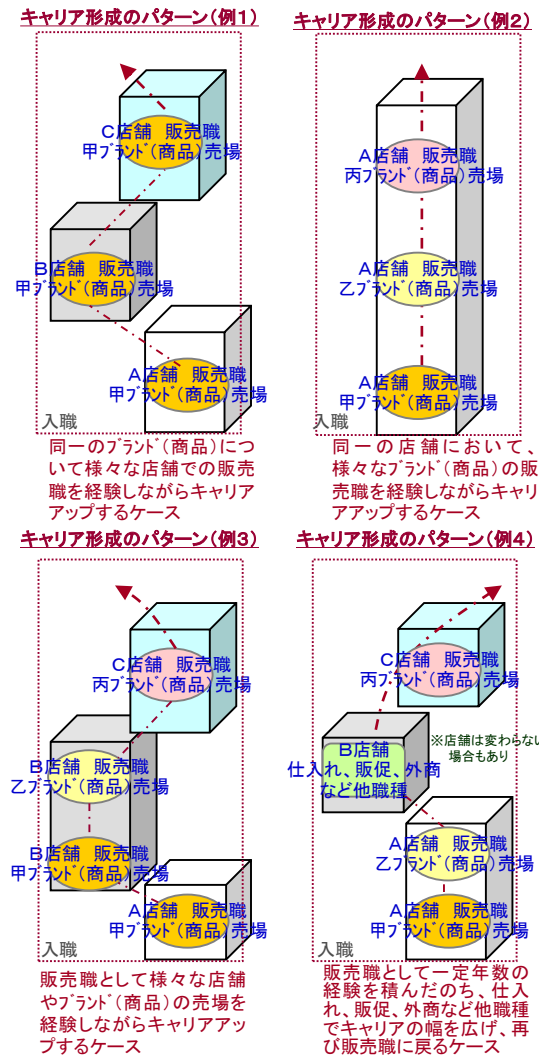 キャリア形成のパターン(例1)
C店舗 販売職
甲ブランド(商品)売場
B店舗 販売職
甲ブランド(商品)売場
A店舗 販売職
甲ブランド(商品)売場
入職
同一のブランド(商品)につ
いて様々な店舗での販売
職を経験しながらキャリア
アップするケース
キャリア形成のパターン(例2)
A店舗 販売職
丙ブランド(商品)売場
A店舗 販売職
乙ブランド(商品)売場
A店舗 販売職
甲ブランド(商品)売場
入職
同一の店舗において、
様々なブランド(商品)の販
売職を経験しながらキャリ
アアップするケース
キャリア形成のパターン(例3)
C店舗 販売職
丙ブランド(商品)売場
B店舗 販売職
乙ブランド(商品)売場
B店舗 販売職
甲ブランド(商品)売場
A店舗 販売職
甲ブランド(商品)売場
入職
販売職として様々な店舗
やブランド(商品)の売場を
経験しながらキャリアアッ
プするケース
キャリア形成のパターン(例4)
C店舗 販売職
丙ブランド(商品)売場
※店舗は変わらない
場合もあり
B店舗
仕入れ、販促、外商
など他職種
A店舗 販売職
乙ブランド(商品)売場
A店舗 販売職
甲ブランド(商品)売場
入職
販売職として一定年数の
経験を積んだのち、仕入
れ、販促、外商など他職種
でキャリアの幅を広げ、再
び販売職に戻るケース